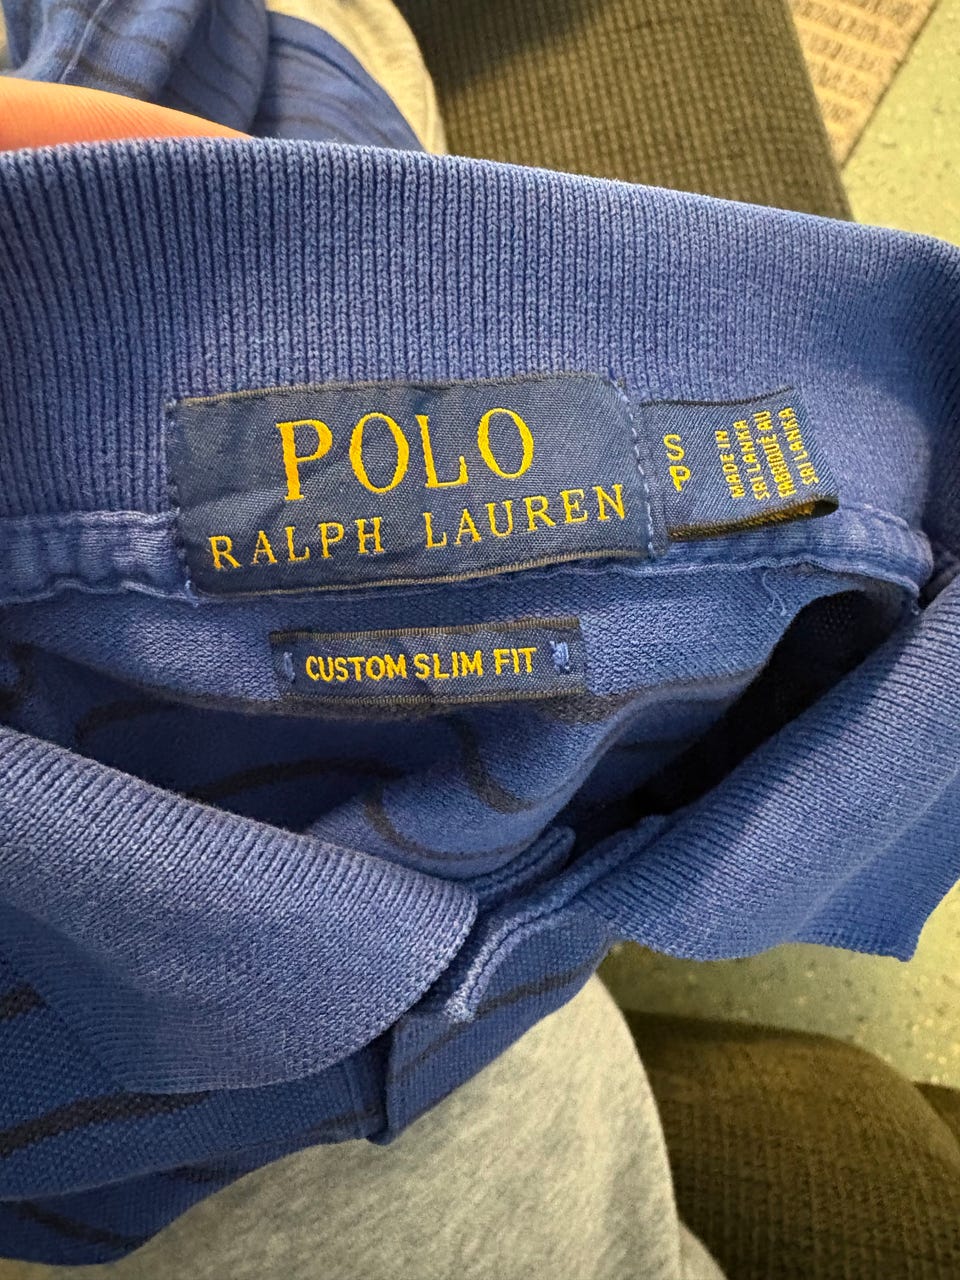 POLO
RALPH LAUREN
S
P
MADE IN
SRI LANKA
FABRIQUÉ AU
SRI LANKA
CUSTOM SLIM FIT